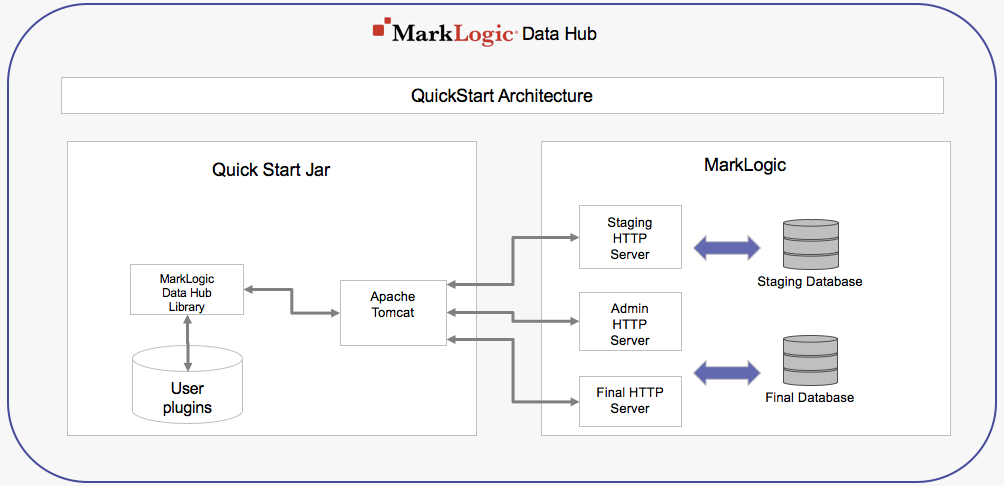 MarkLogic Data Hub
QuickStart Architecture
Quick Start Jar
MarkLogic
Data Hub
Library
User
plugins
Apache
Tomcat
MarkLogic
Staging
HTTP
Server
Staging Database
Admin
HTTP
Server
Final HTTP
Server
Final Database